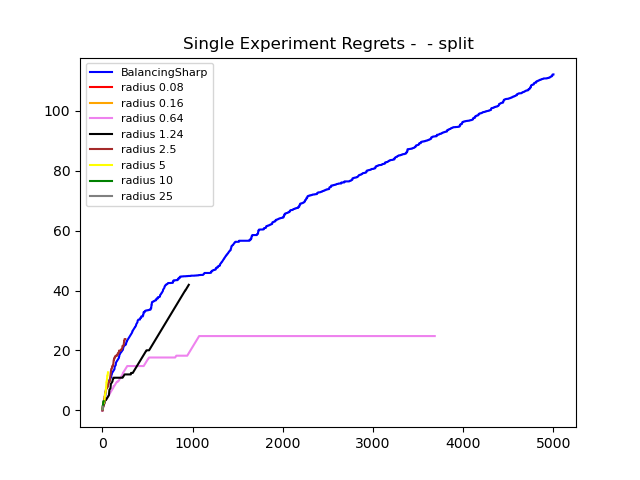 Single Experiment Regrets -  - split
BalancingSharp
radius 0.08
radius 0.16
radius 0.64
radius 1.24
radius 2.5
radius 5
radius 10
radius 25
100
80
60
40
20
0
0 1000 2000 3000 4000 5000